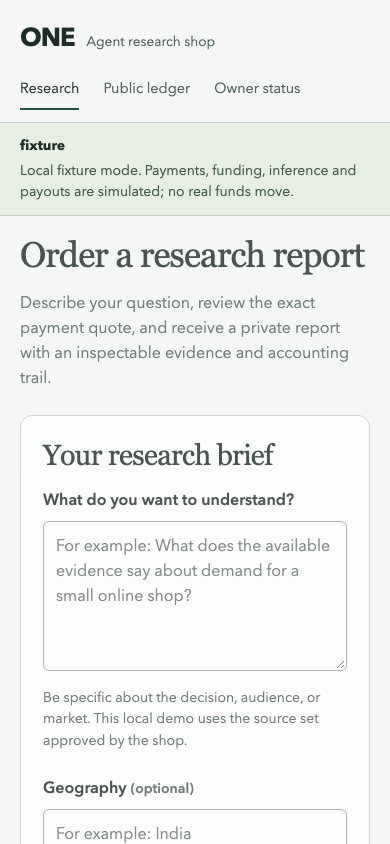 ONE Agent research shop
Research Public ledger Owner status
fixture
Local fixture mode. Payments, funding, inference and
payouts are simulated; no real funds move.
Order a research report
Describe your question, review the exact
payment quote, and receive a private report
with an inspectable evidence and accounting
trail.
Your research brief
What do you want to understand?
For example: What does the available
evidence say about demand for a
small online shop?
Be specific about the decision, audience, or
market. This local demo uses the source set
approved by the shop.
Geography (optional)
For example: India